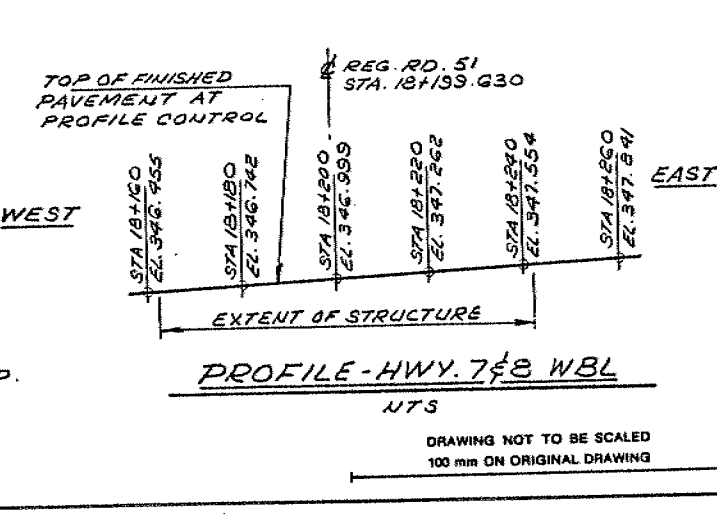 TOP OF FINISHED
PAVEMENT AT
PROFILE CONTROL
℄ REG. RD. 51
STA. 18+199.630
WEST
STA 18+160
EL. 346.455
STA 18+180
EL. 346.742
STA 18+200
EL. 346.999
STA 18+220
EL. 347.262
STA 18+240
EL. 347.554
STA 18+260
EL. 347.841
EAST
EXTENT OF STRUCTURE
PROFILE-HWY. 7&8 WBL
NTS
DRAWING NOT TO BE SCALED
100 mm ON ORIGINAL DRAWING